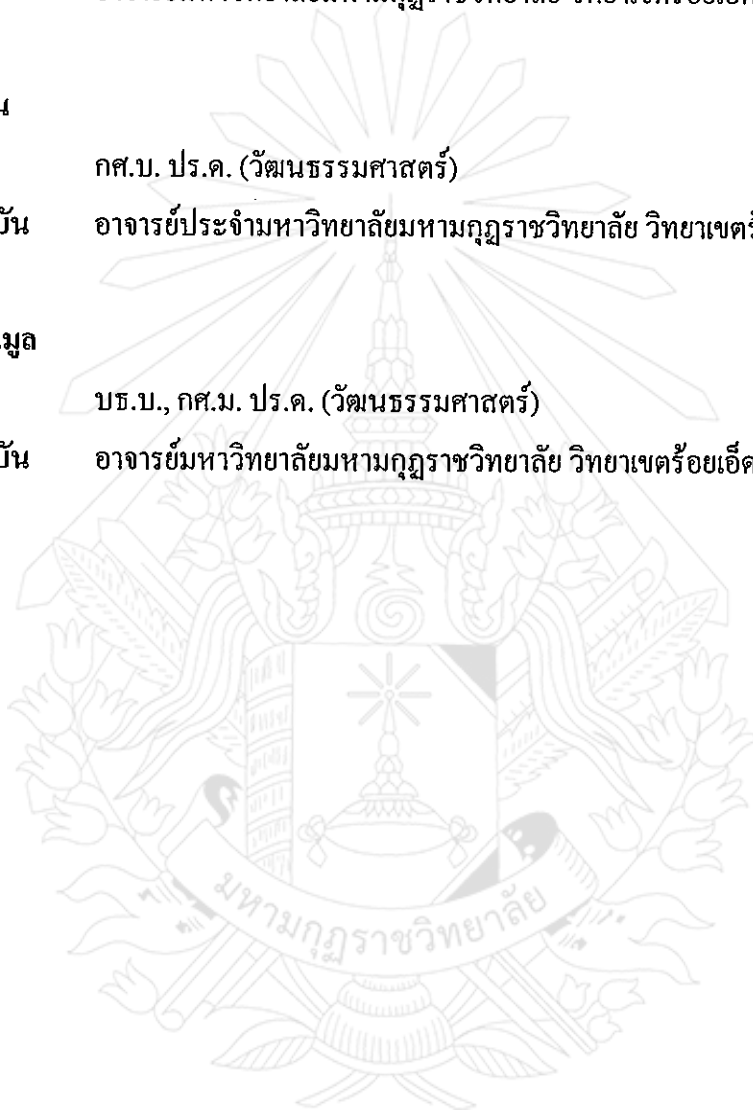 กศ.บ. ปร.ด. (วัฒนธรรมศาสตร์)
อาจารย์ประจำมหาวิทยาลัยมหามกุฏราชวิทยาลัย วิทยาเขตร้
บธ.บ., กศ.ม. ปร.ด. (วัฒนธรรมศาสตร์)
อาจารย์มหาวิทยาลัยมหามกุฏราชวิทยาลัย วิทยาเขตร้อยเอ็ด
มหามกุฏราชวิทยาลัย